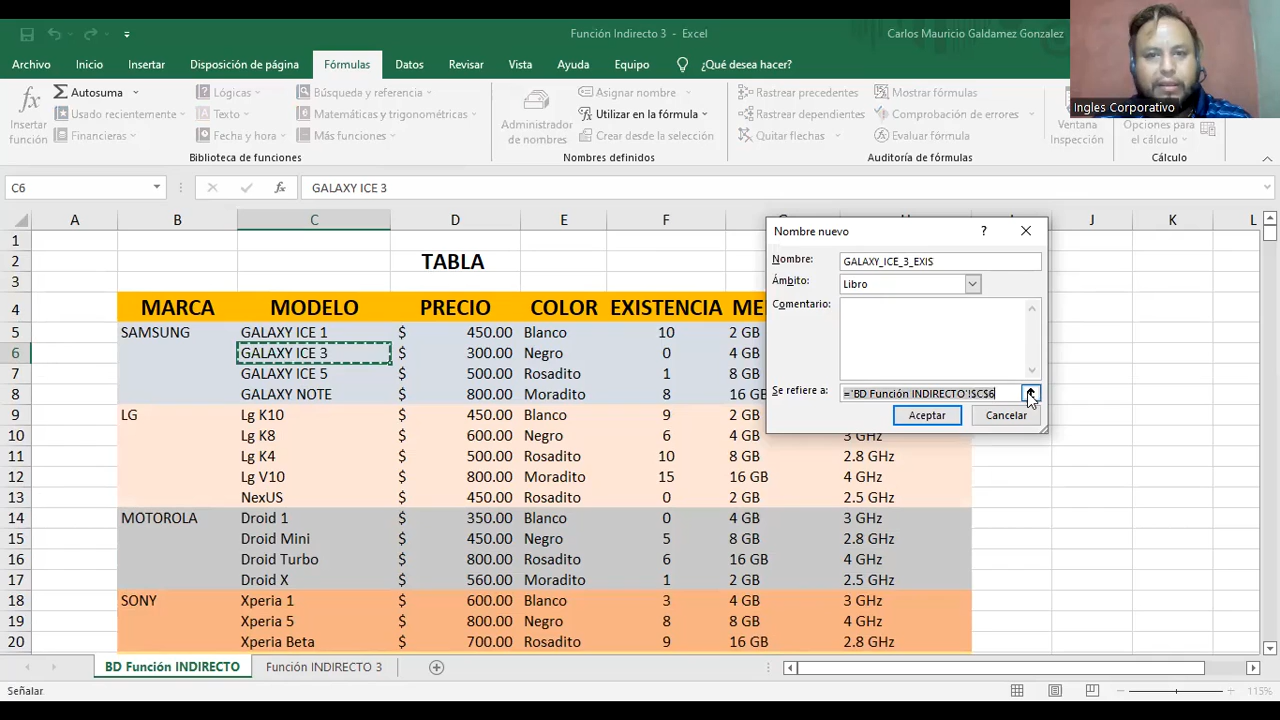 Función Indirecto 3 - Excel
Carlos Mauricio Galdamez Gonzalez
Archivo Inicio Insertar Disposición de página Fórmulas Datos Revisar Vista Ayuda Equipo ¿Qué desea hacer?
Ingles Corporativo
Insertar función
Autosuma
Usado recientemente
Financieras
Lógicas
Texto
Fecha y hora
Búsqueda y referencia
Matemáticas y trigonométricas
Más funciones
Biblioteca de funciones
Administrador de nombres
Asignar nombre
Utilizar en la fórmula
Crear desde la selección
Nombres definidos
Rastrear precedentes
Rastrear dependientes
Quitar flechas
Mostrar fórmulas
Comprobación de errores
Evaluar fórmula
Auditoría de fórmulas
Ventana Inspección
Opciones para el cálculo
Cálculo
C6 fx GALAXY ICE 3
A B C D E F G H J K L
1
2 TABLA
3
4 MARCA MODELO PRECIO COLOR EXISTENCIA
5 SAMSUNG GALAXY ICE 1 $ 450.00 Blanco 10 2 GB
6 GALAXY ICE 3 $ 300.00 Negro 0 4 GB
7 GALAXY ICE 5 $ 500.00 Rosadito 1 8 GB
8 GALAXY NOTE $ 800.00 Moradito 8 16 GB
9 LG Lg K10 $ 450.00 Blanco 9 2 GB
10 Lg K8 $ 600.00 Negro 6 4 GB 3 GHz
11 Lg K4 $ 500.00 Rosadito 10 8 GB 2.8 GHz
12 Lg V10 $ 800.00 Moradito 15 16 GB 4 GHz
13 NexUS $ 450.00 Rosadito 0 2 GB 2.5 GHz
14 MOTOROLA Droid 1 $ 350.00 Blanco 0 4 GB 3 GHz
15 Droid Mini $ 450.00 Negro 5 8 GB 2.8 GHz
16 Droid Turbo $ 800.00 Rosadito 6 16 GB 4 GHz
17 Droid X $ 560.00 Moradito 1 2 GB 2.5 GHz
18 SONY Xperia 1 $ 600.00 Blanco 3 4 GB 3 GHz
19 Xperia 5 $ 800.00 Negro 8 8 GB 4 GHz
20 Xperia Beta $ 700.00 Rosadito 9 16 GB 2.8 GHz
Nombre nuevo ?
Nombre: GALAXY_ICE_3_EXIS
Ámbito: Libro
Comentario:
Se refiere a: ='BD Función INDIRECTO'!$C$6
Aceptar Cancelar
BD Función INDIRECTO Función INDIRECTO 3
Señalar
115%